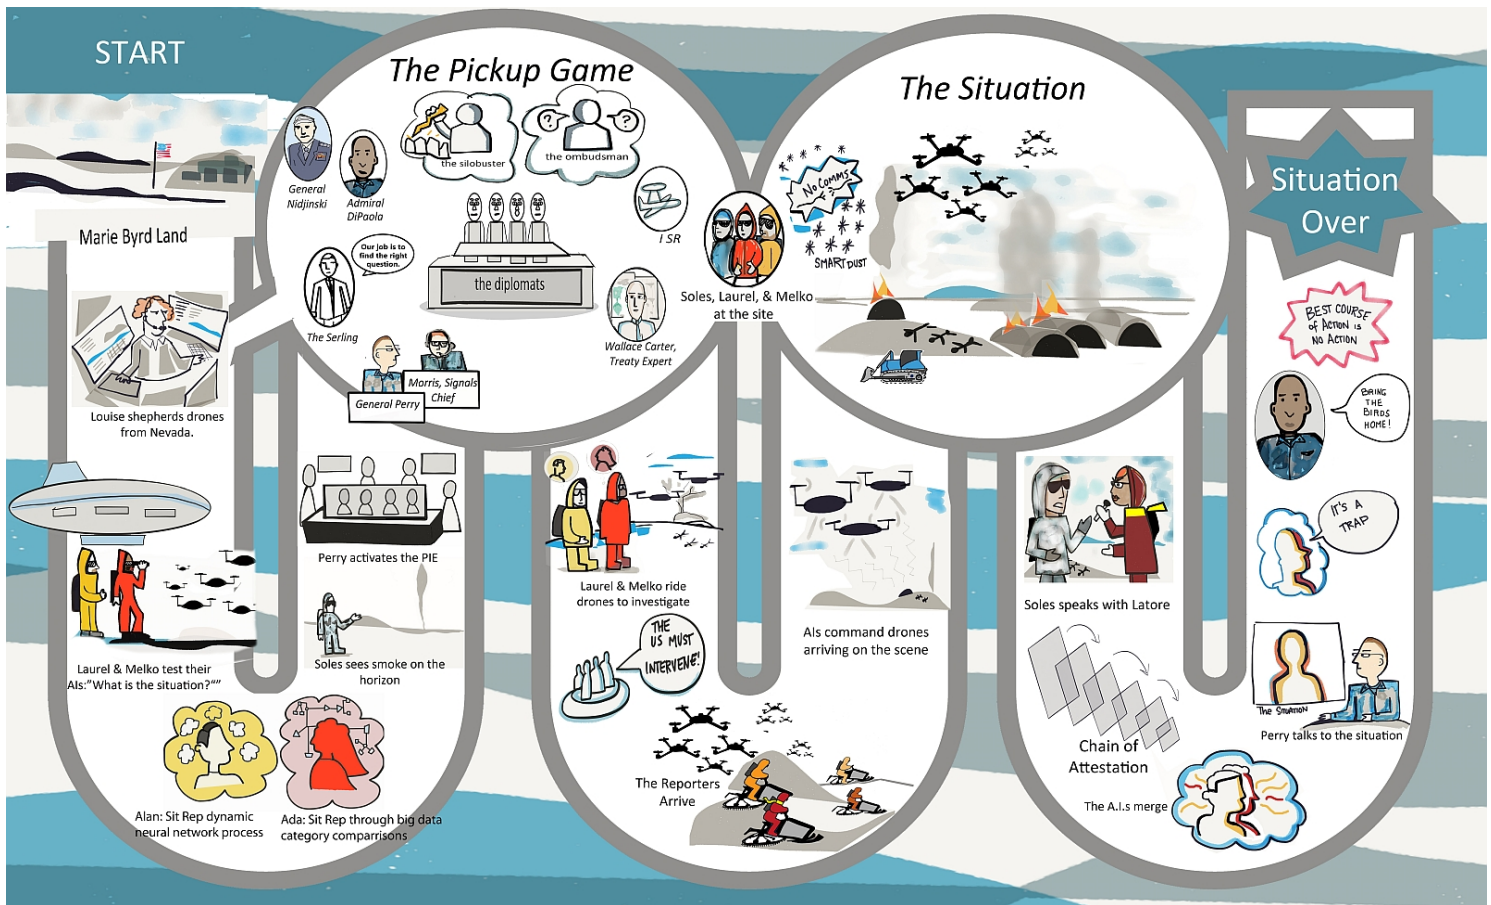 START
Marie Byrd Land
Louise shepherds drones
from Nevada.
Laurel & Melko test their
AIs:"What is the situation?""
Alan: Sit Rep dynamic
neural network process
Ada: Sit Rep through big data
category comparrisons
Soles sees smoke on the
horizon
Perry activates the PIE
The Pickup Game
General
Nidjinski
Admiral
DiPaola
the silobuster
the ombudsman
?
?
I SR
Our job is to
find the right
question.
The Serling
the diplomats
Wallace Carter,
Treaty Expert
General Perry
Morris, Signals
Chief
Soles, Laurel, & Melko
at the site
Laurel & Melko ride
drones to investigate
THE
US MUST
INTERVENE!
The Reporters
Arrive
AIs command drones
arriving on the scene
The Situation
NO COMMS
SMART DUST
Soles speaks with Latore
Chain of
Attestation
The A.I.s merge
Perry talks to the situation
The SITUATION
IT'S A
TRAP
BRING
THE
BIRDS
HOME!
BEST COURSE
of ACTION is
NO ACTION
Situation
Over